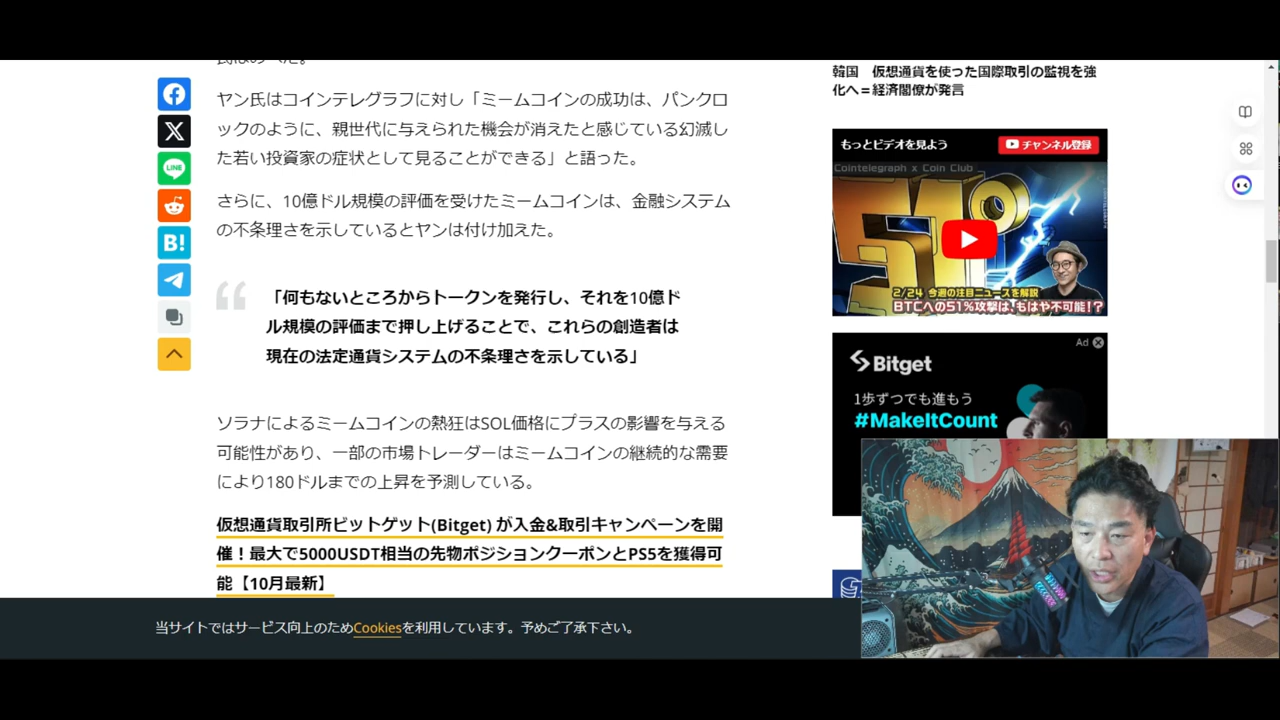 ヤン氏はコインテレグラフに対し「ミームコインの成功は、パンクロ
ックのように、親世代に与えられた機会が消えたと感じている幻滅し
た若い投資家の症状として見ることができる」と語った。
さらに、10億ドル規模の評価を受けたミームコインは、金融システム
の不条理さを示しているとヤンは付け加えた。
「何もないところからトークンを発行し、それを10億ド
ル規模の評価まで押し上げることで、これらの創造者は
現在の法定通貨システムの不条理さを示している」
ソラナによるミームコインの熱狂はSOL価格にプラスの影響を与える
可能性があり、一部の市場トレーダーはミームコインの継続的な需要
により180ドルまでの上昇を予測している。
仮想通貨取引所ビットゲット(Bitget) が入金&取引キャンペーンを開
催！最大で5000USDT相当の先物ポジションクーポンとPS5を獲得可
能【10月最新】
LINE
B!
韓国　仮想通貨を使った国際取引の監視を強
化へ＝経済閣僚が発言
もっとビデオを見よう
チャンネル登録
Cointelegraph x Coin Club
51%
2/24 今週の注目ニュースを解説
BTCへの51%攻撃は、もはや不可能！？
Ad
Bitget
1歩ずつでも進もう
#MakeItCount
当サイトではサービス向上のためCookiesを利用しています。予めご了承下さい。